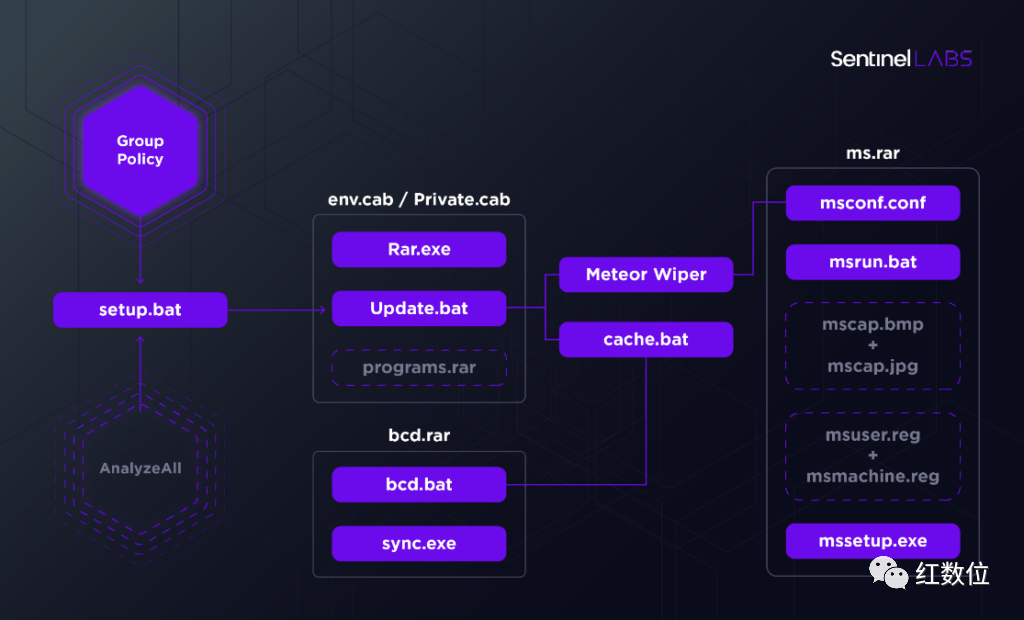 Sentinel LABS
Group
Policy
setup.bat
AnalyzeAll
env.cab / Private.cab
Rar.exe
Update.bat
programs.rar
bcd.rar
bcd.bat
sync.exe
Meteor Wiper
cache.bat
ms.rar
msconf.conf
msrun.bat
mscap.bmp
+
mscap.jpg
msuser.reg
+
msmachine.reg
mssetup.exe
红数位